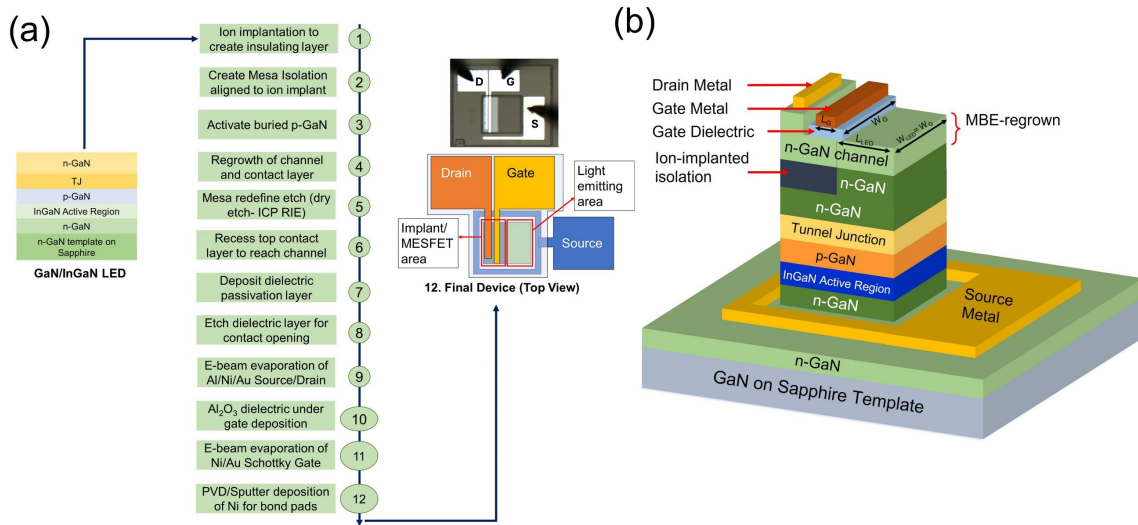 (a)
Ion implantation to
create insulating layer
1
Create Mesa Isolation
aligned to ion implant
2
Activate buried p-GaN
3
Regrowth of channel
and contact layer
4
Mesa redefine etch (dry
etch- ICP RIE)
5
Recess top contact
layer to reach channel
6
Deposit dielectric
passivation layer
7
Etch dielectric layer for
contact opening
8
E-beam evaporation of
Al/Ni/Au Source/Drain
9
Al₂O₃ dielectric under
gate deposition
10
E-beam evaporation of
Ni/Au Schottky Gate
11
PVD/Sputter deposition
of Ni for bond pads
12
n-GaN
TJ
p-GaN
InGaN Active Region
n-GaN
n-GaN template on
Sapphire
GaN/InGaN LED
D
G
S
Drain
Gate
Light
emitting
area
Implant/
MESFET
area
Source
12. Final Device (Top View)
(b)
Drain Metal
Gate Metal
Gate Dielectric
Ion-implanted
isolation
L_G
W_G
L_LED
W_LED= W_G
MBE-regrown
n-GaN channel
n-GaN
n-GaN
Tunnel Junction
p-GaN
InGaN Active Region
n-GaN
Source
Metal
n-GaN
GaN on Sapphire Template